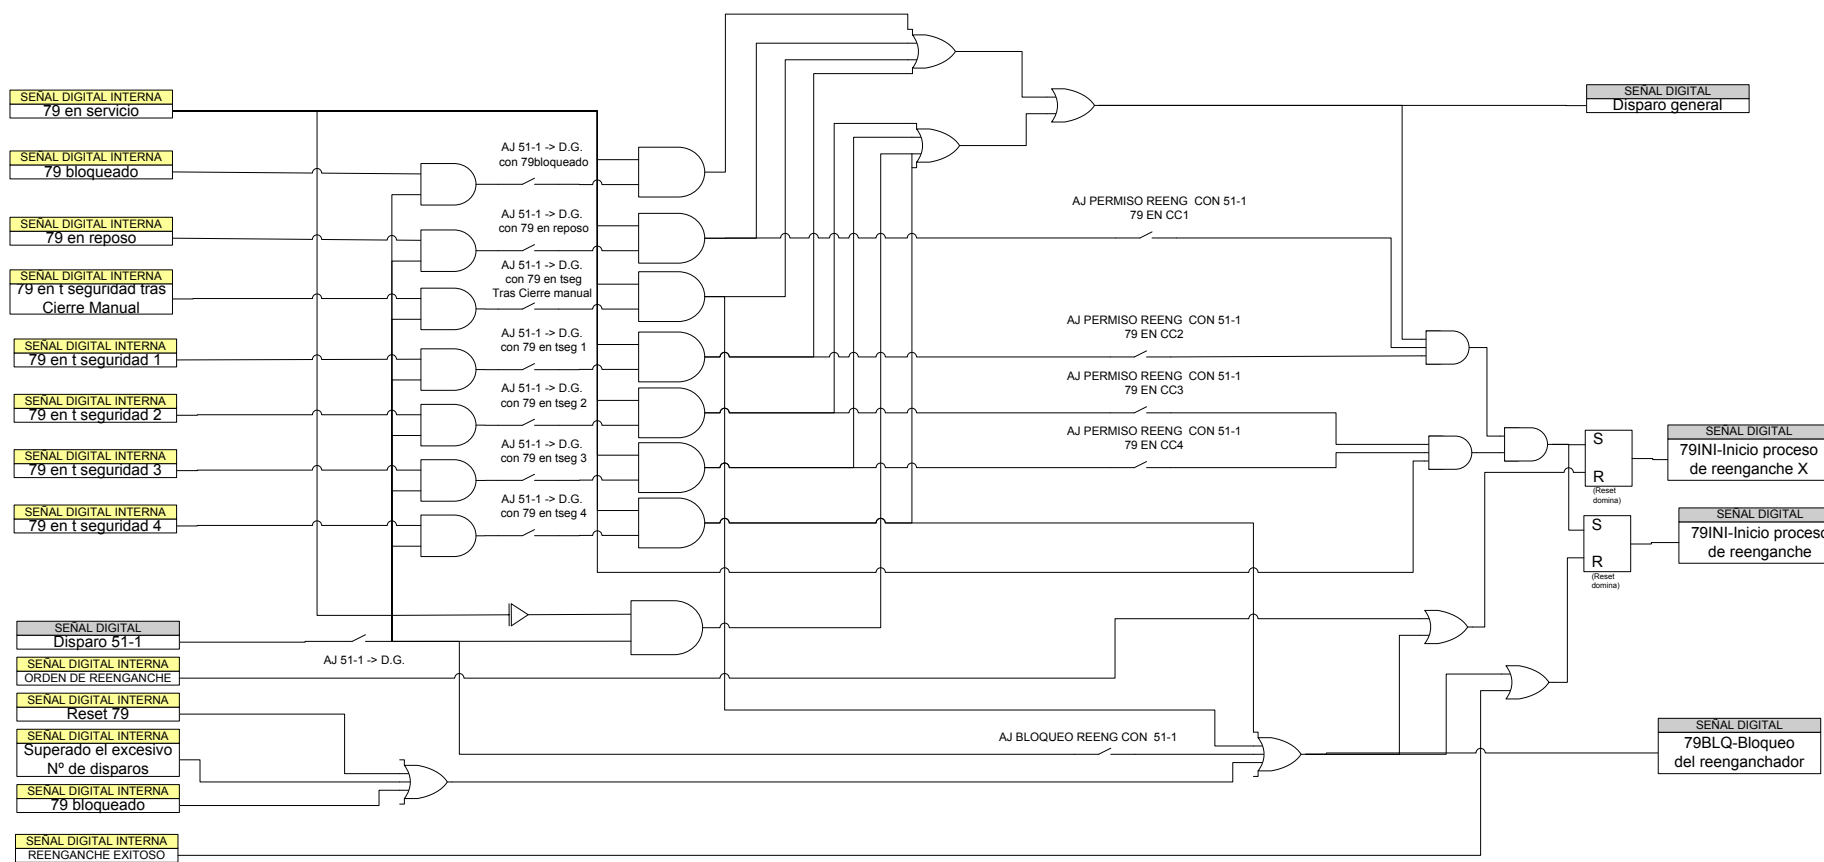 SEÑAL DIGITAL INTERNA
79 en servicio
SEÑAL DIGITAL INTERNA
79 bloqueado
SEÑAL DIGITAL INTERNA
79 en reposo
SEÑAL DIGITAL INTERNA
79 en t seguridad tras
Cierre Manual
SEÑAL DIGITAL INTERNA
79 en t seguridad 1
SEÑAL DIGITAL INTERNA
79 en t seguridad 2
SEÑAL DIGITAL INTERNA
79 en t seguridad 3
SEÑAL DIGITAL INTERNA
79 en t seguridad 4
SEÑAL DIGITAL
Disparo 51-1
SEÑAL DIGITAL INTERNA
ORDEN DE REENGANCHE
SEÑAL DIGITAL INTERNA
Reset 79
SEÑAL DIGITAL INTERNA
Superado el excesivo
Nº de disparos
SEÑAL DIGITAL INTERNA
79 bloqueado
SEÑAL DIGITAL INTERNA
REENGANCHE EXITOSO
AJ 51-1 -> D.G.
con 79bloqueado
AJ 51-1 -> D.G.
con 79 en reposo
AJ 51-1 -> D.G.
con 79 en tseg
Tras Cierre manual
AJ 51-1 -> D.G.
con 79 en tseg 1
AJ 51-1 -> D.G.
con 79 en tseg 2
AJ 51-1 -> D.G.
con 79 en tseg 3
AJ 51-1 -> D.G.
con 79 en tseg 4
AJ 51-1 -> D.G.
AJ PERMISO REENG CON 51-1
79 EN CC1
AJ PERMISO REENG CON 51-1
79 EN CC2
AJ PERMISO REENG CON 51-1
79 EN CC3
AJ PERMISO REENG CON 51-1
79 EN CC4
AJ BLOQUEO REENG CON 51-1
SEÑAL DIGITAL
Disparo general
S
R
(Reset
domina)
SEÑAL DIGITAL
79INI-Inicio proceso
de reenganche X
S
R
(Reset
domina)
SEÑAL DIGITAL
79INI-Inicio proceso
de reenganche
SEÑAL DIGITAL
79BLQ-Bloqueo
del reenganchador